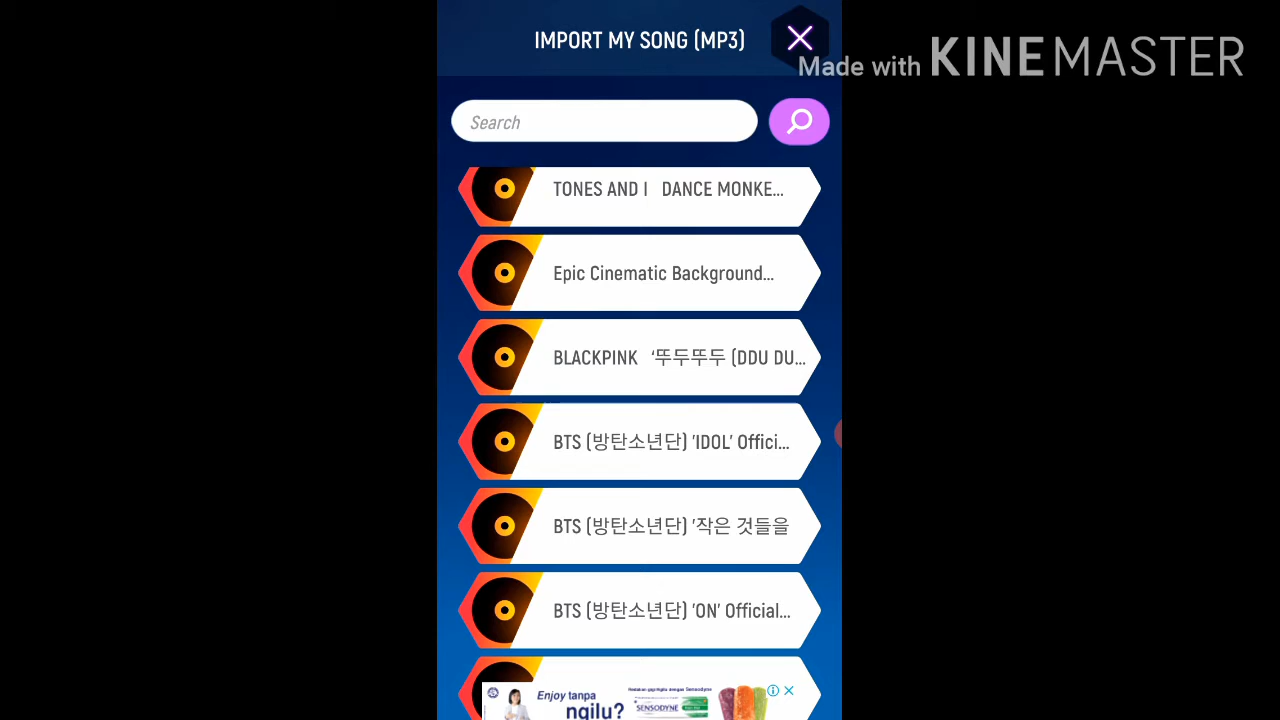 IMPORT MY SONG (MP3)
Made with KINEMASTER
Search
TONES AND I   DANCE MONKE...
Epic Cinematic Background...
BLACKPINK   ‘뚜두뚜두 (DDU DU...
BTS (방탄소년단) 'IDOL' Offici...
BTS (방탄소년단) '작은 것들을
BTS (방탄소년단) 'ON' Official...
Enjoy tanpa
ngilu?
SENSODYNE